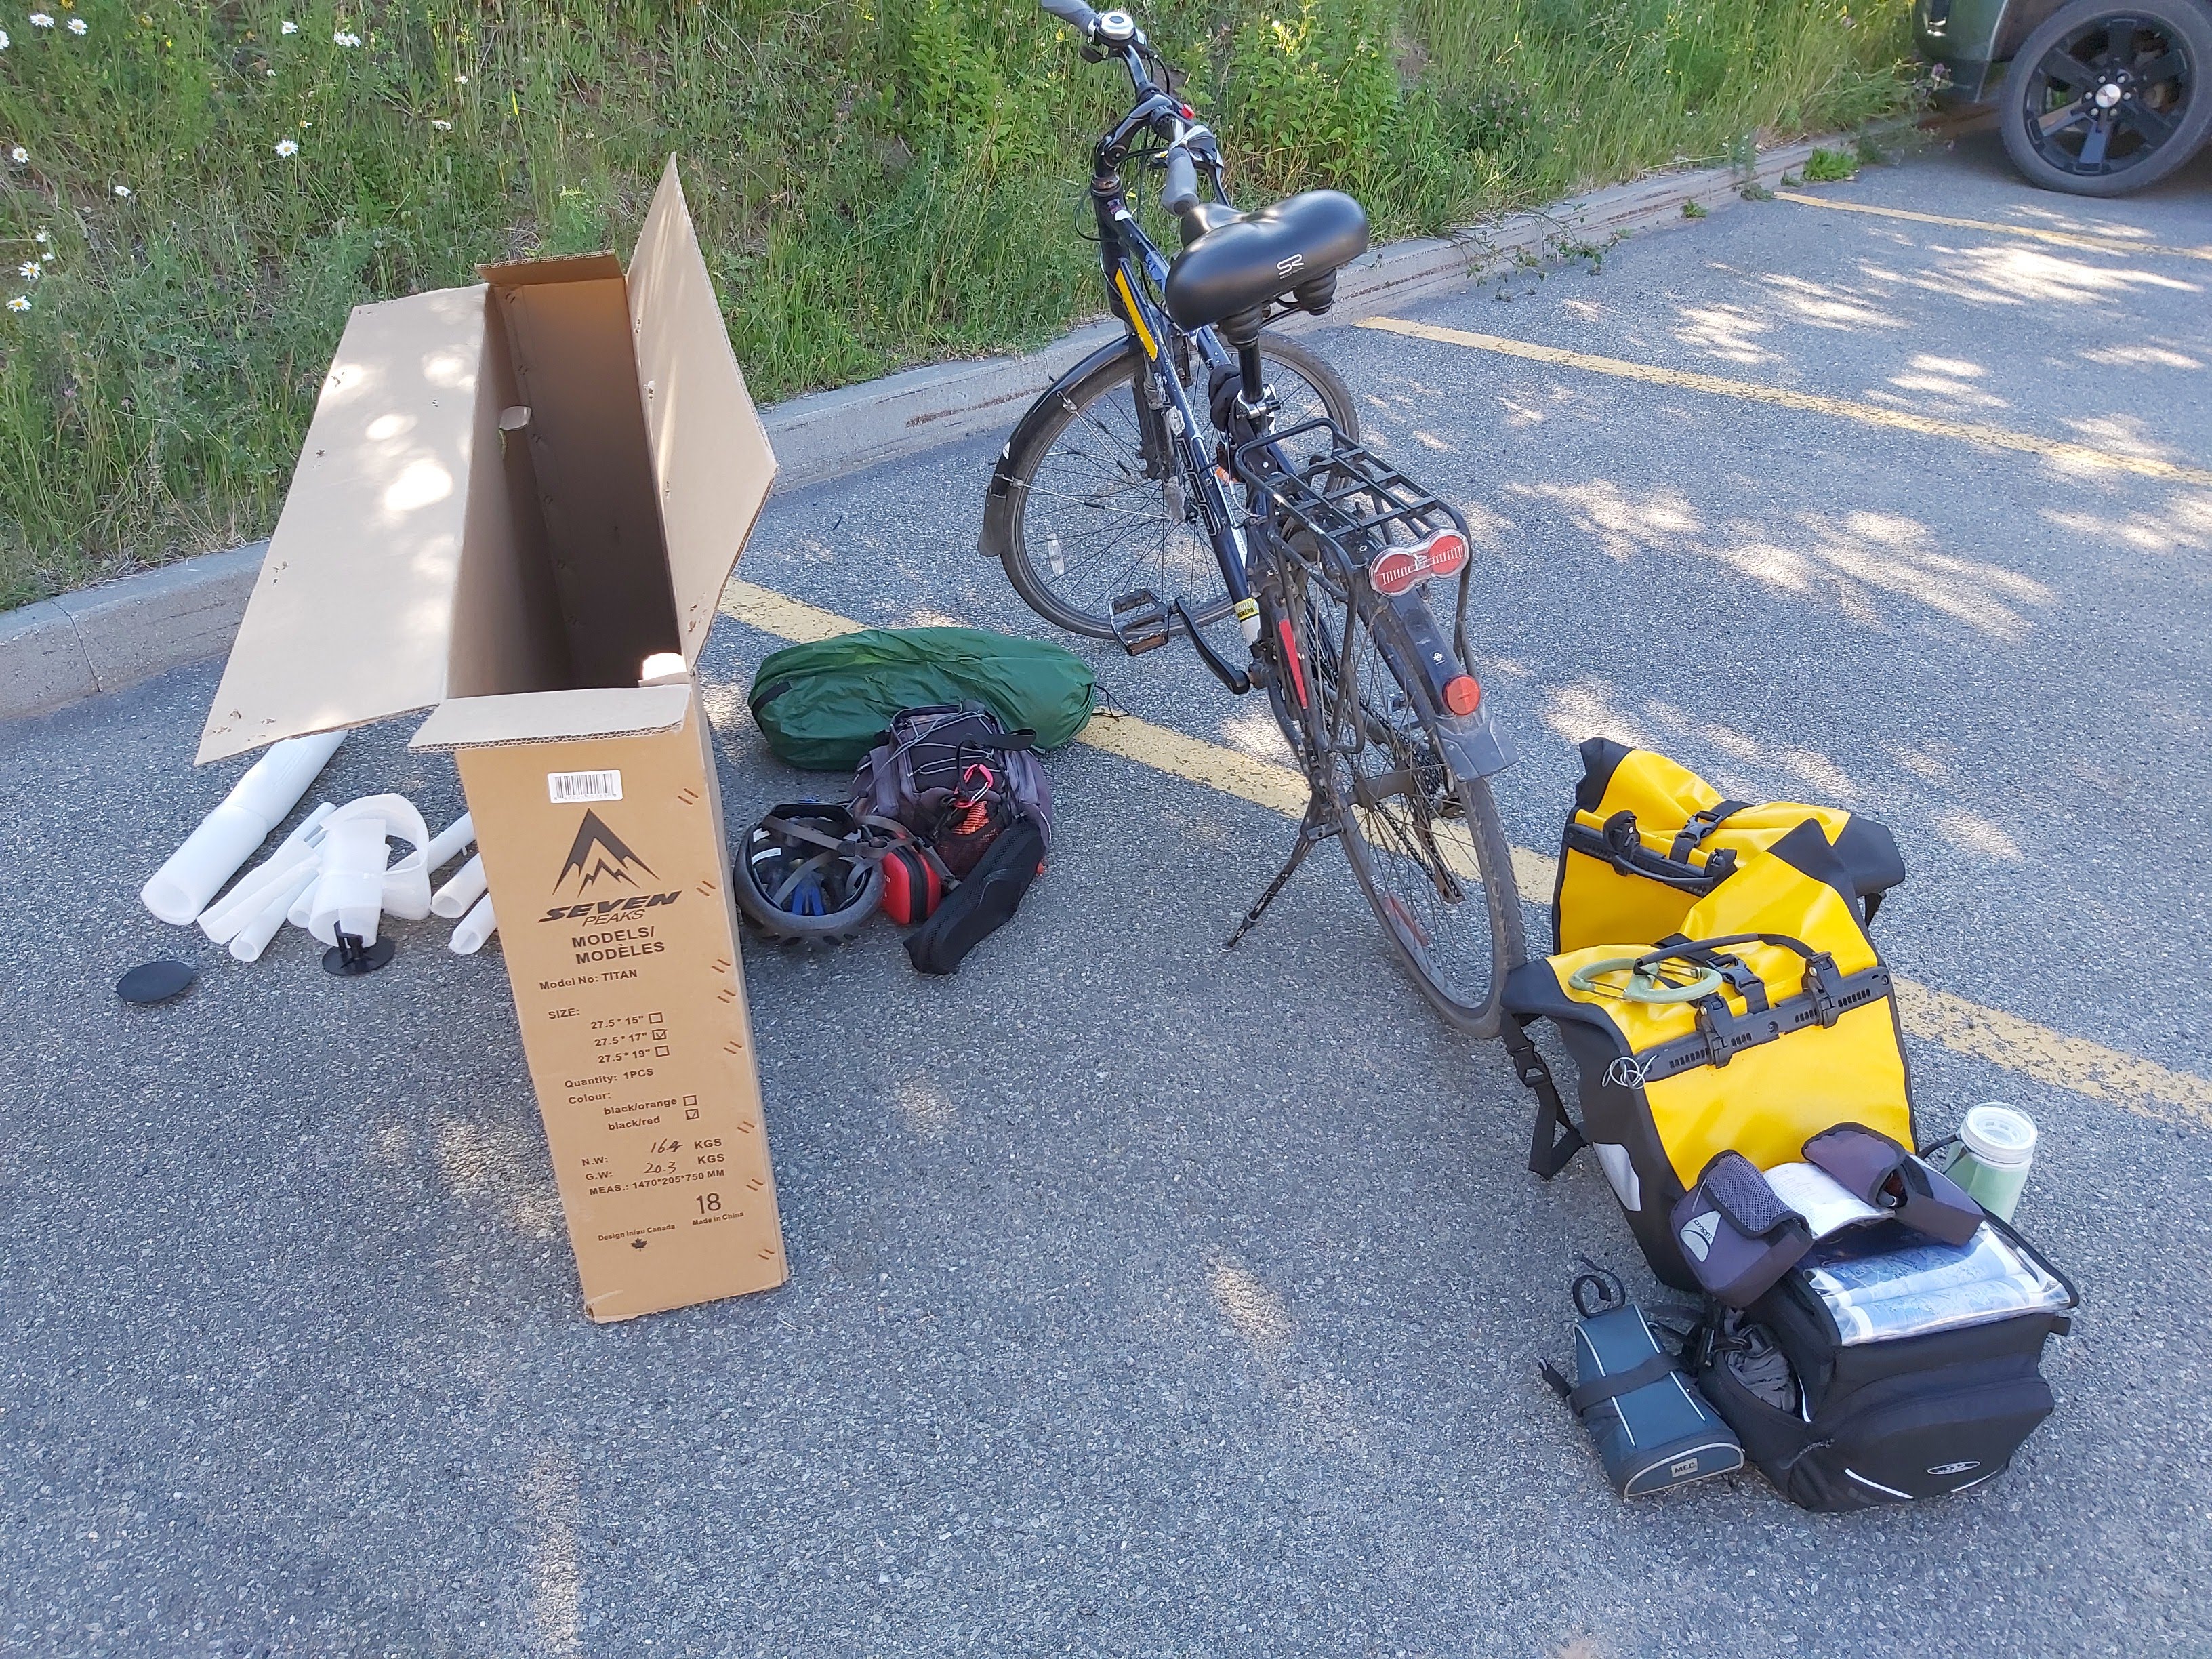 SR
SEVEN
PEAKS
MODELS/
MODÈLES
Model No: TITAN
SIZE:
27.5*15"
27.5*17"
27.5*19"
Quantity: 1PCS
Colour:
black/orange
black/red
N.W: 16.4 KGS
G.W: 20.3 KGS
MEAS.: 1470*205*750 MM
18
Design in/au Canada
Made in China
MEC